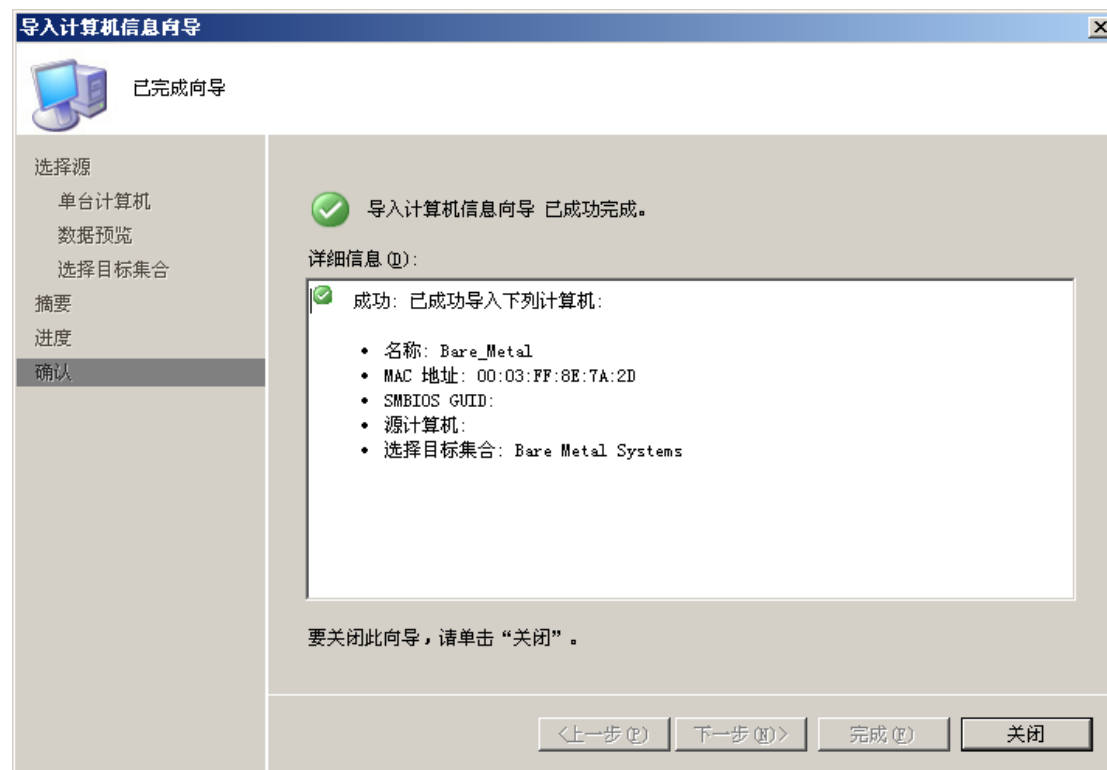 导入计算机信息向导
已完成向导
选择源
单台计算机
数据预览
选择目标集合
摘要
进度
确认
导入计算机信息向导 已成功完成。
详细信息(D):
成功: 已成功导入下列计算机:
• 名称: Bare_Metal
• MAC 地址: 00:03:FF:8E:7A:2D
• SMBIOS GUID:
• 源计算机:
• 选择目标集合: Bare Metal Systems
要关闭此向导，请单击“关闭”。
<上一步(P) 下一步(N)> 完成(F) 关闭